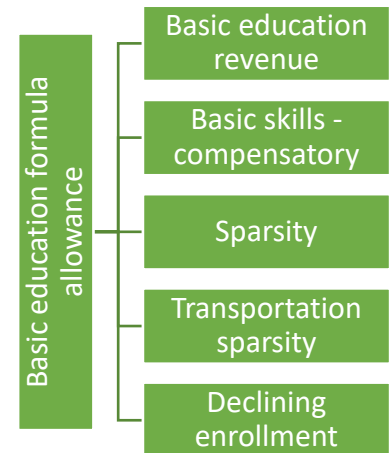 Basic education formula
allowance
Basic education
revenue
Basic skills -
compensatory
Sparsity
Transportation
sparsity
Declining
enrollment